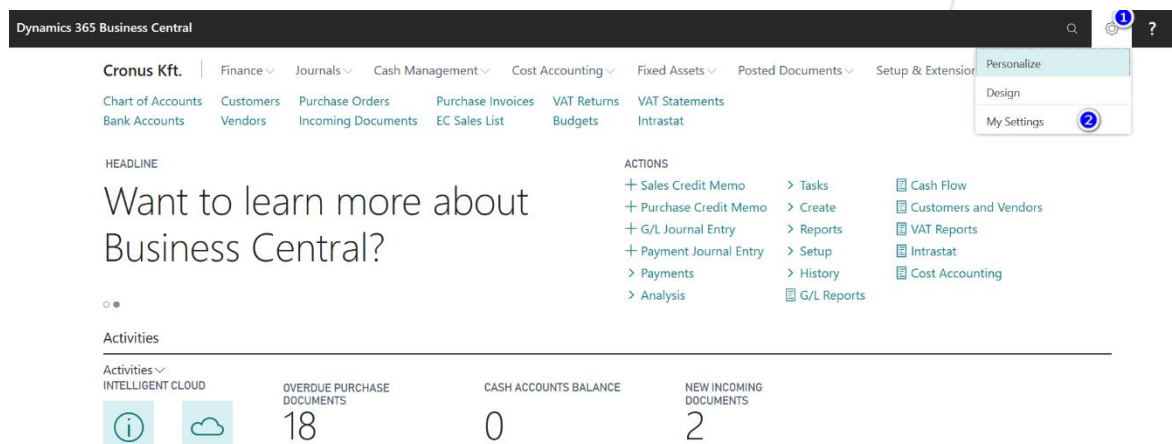 Dynamics 365 Business Central
1
?
Cronus Kft. Finance Journals Cash Management Cost Accounting Fixed Assets Posted Documents Setup & Extension
Personalize
Design
My Settings 2
Chart of Accounts Customers Purchase Orders Purchase Invoices VAT Returns VAT Statements
Bank Accounts Vendors Incoming Documents EC Sales List Budgets Intrastat
HEADLINE
Want to learn more about
Business Central?
ACTIONS
+ Sales Credit Memo > Tasks Cash Flow
+ Purchase Credit Memo > Create Customers and Vendors
+ G/L Journal Entry > Reports VAT Reports
+ Payment Journal Entry > Setup Intrastat
> Payments > History Cost Accounting
> Analysis G/L Reports
Activities
Activities
INTELLIGENT CLOUD
OVERDUE PURCHASE
DOCUMENTS
18
CASH ACCOUNTS BALANCE
0
NEW INCOMING
DOCUMENTS
2